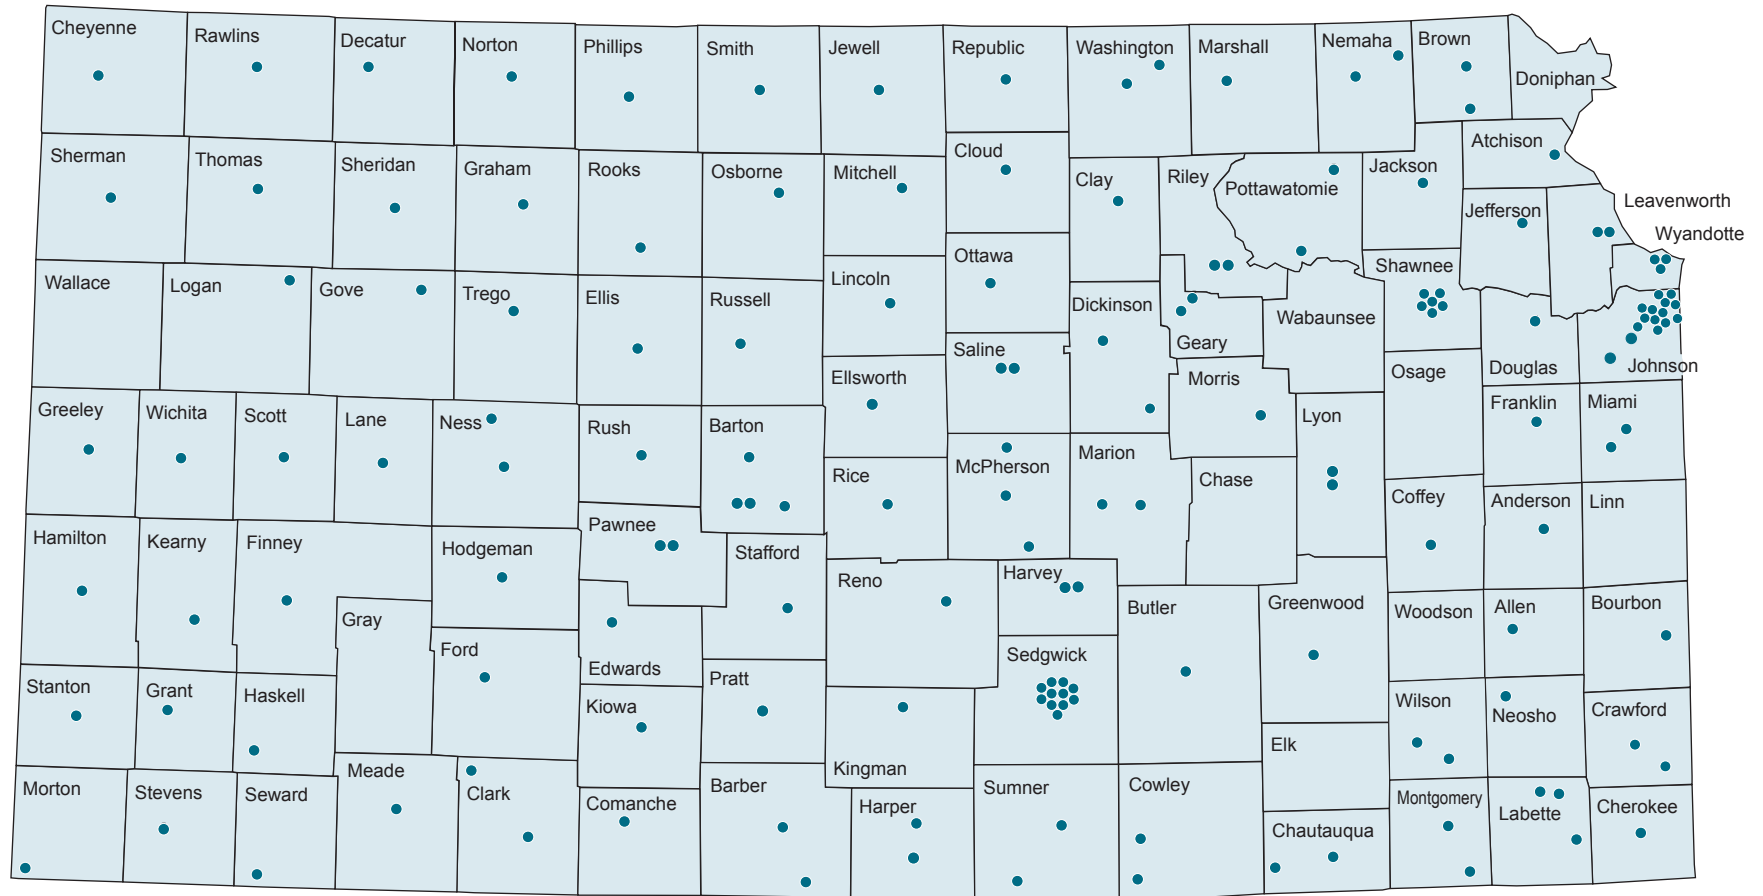 Cheyenne
Rawlins
Decatur
Norton
Phillips
Smith
Jewell
Republic
Washington
Marshall
Nemaha
Brown
Doniphan
Sherman
Thomas
Sheridan
Graham
Rooks
Osborne
Mitchell
Cloud
Clay
Riley
Pottawatomie
Jackson
Atchison
Jefferson
Leavenworth
Wyandotte
Wallace
Logan
Gove
Trego
Ellis
Russell
Lincoln
Ottawa
Dickinson
Geary
Wabaunsee
Shawnee
Douglas
Johnson
Saline
Ellsworth
Morris
Osage
Greeley
Wichita
Scott
Lane
Ness
Rush
Barton
Rice
McPherson
Marion
Chase
Lyon
Franklin
Miami
Coffey
Anderson
Linn
Hamilton
Kearny
Finney
Hodgeman
Pawnee
Stafford
Reno
Harvey
Butler
Greenwood
Woodson
Allen
Bourbon
Gray
Ford
Edwards
Sedgwick
Stanton
Grant
Haskell
Kiowa
Pratt
Kingman
Elk
Wilson
Neosho
Crawford
Morton
Stevens
Seward
Meade
Clark
Comanche
Barber
Harper
Sumner
Cowley
Chautauqua
Montgomery
Labette
Cherokee